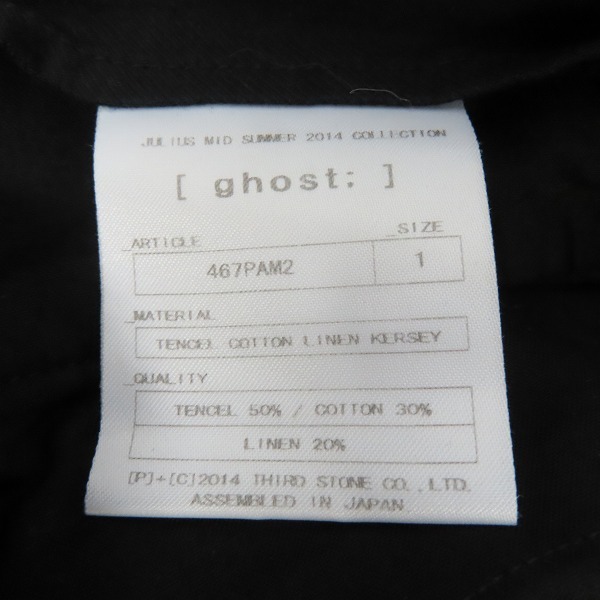 JULIUS MID SUMMER 2014 COLLECTION
[ ghost: ]
_ARTICLE _SIZE
467PAM2 1
_MATERIAL
TENCEL COTTON LINEN KERSEY
_QUALITY
TENCEL 50% / COTTON 30%
LINEN 20%
[P]+[C]2014 THIRD STONE CO.,LTD.
ASSEMBLED IN JAPAN.